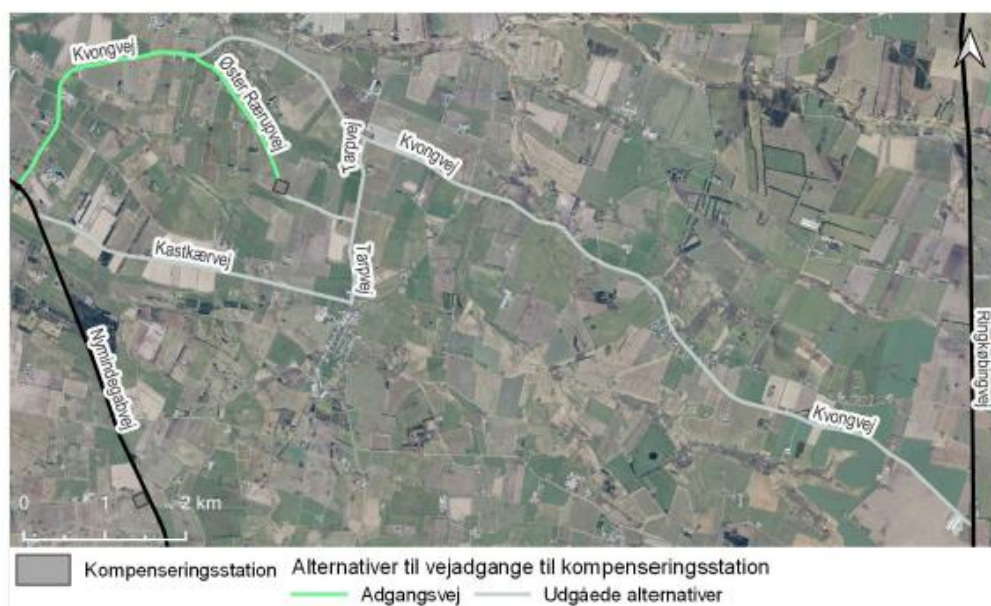 Kvongvej
Øster Rærupvej
Tarpvej
Kvongvej
Kastkærvej
Tarpvej
Nymindegabvej
Ringkøbingvej
Kvongvej
0 1 2 km
Kompenseringsstation
Alternativer til vejadgange til kompenseringsstation
Adgangsvej
Udgåede alternativer